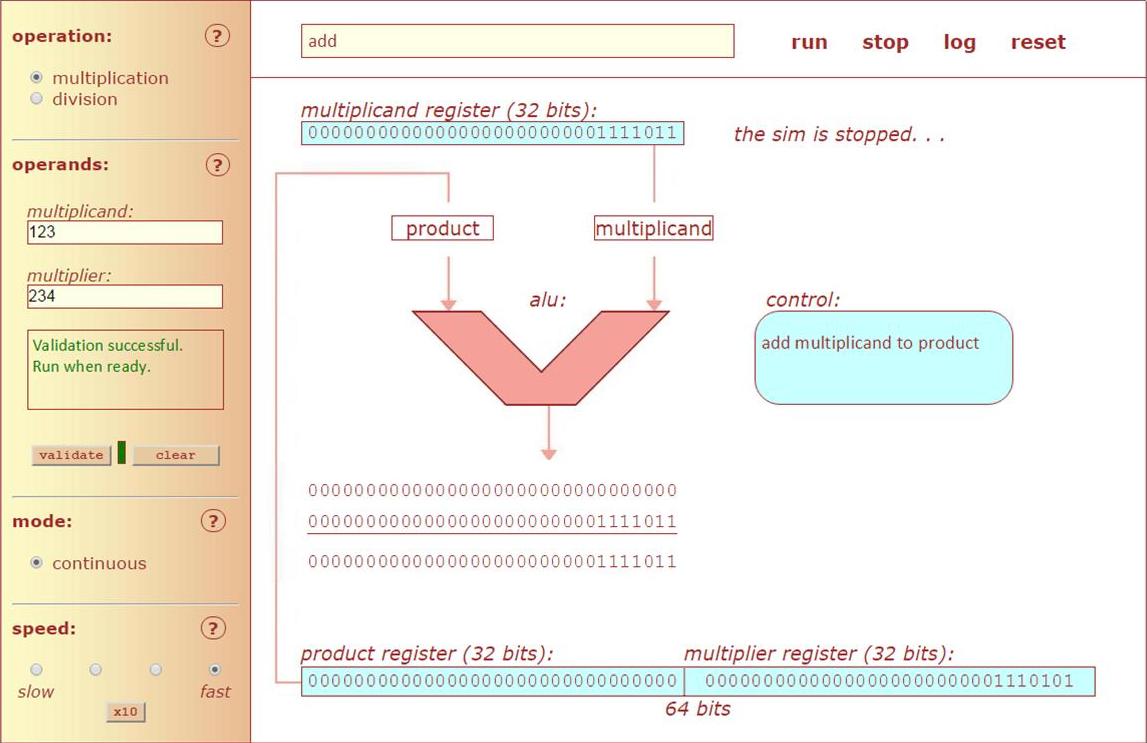 operation: ?
multiplication
division
operands: ?
multiplicand:
123
multiplier:
234
Validation successful.
Run when ready.
validate clear
mode: ?
continuous
speed: ?
slow fast
x10
add
run stop log reset
multiplicand register (32 bits):
00000000000000000000000001111011
the sim is stopped. . .
product multiplicand
alu:
control:
add multiplicand to product
00000000000000000000000000000000
00000000000000000000000001111011
00000000000000000000000001111011
product register (32 bits): multiplier register (32 bits):
00000000000000000000000000000000 00000000000000000000000001110101
64 bits